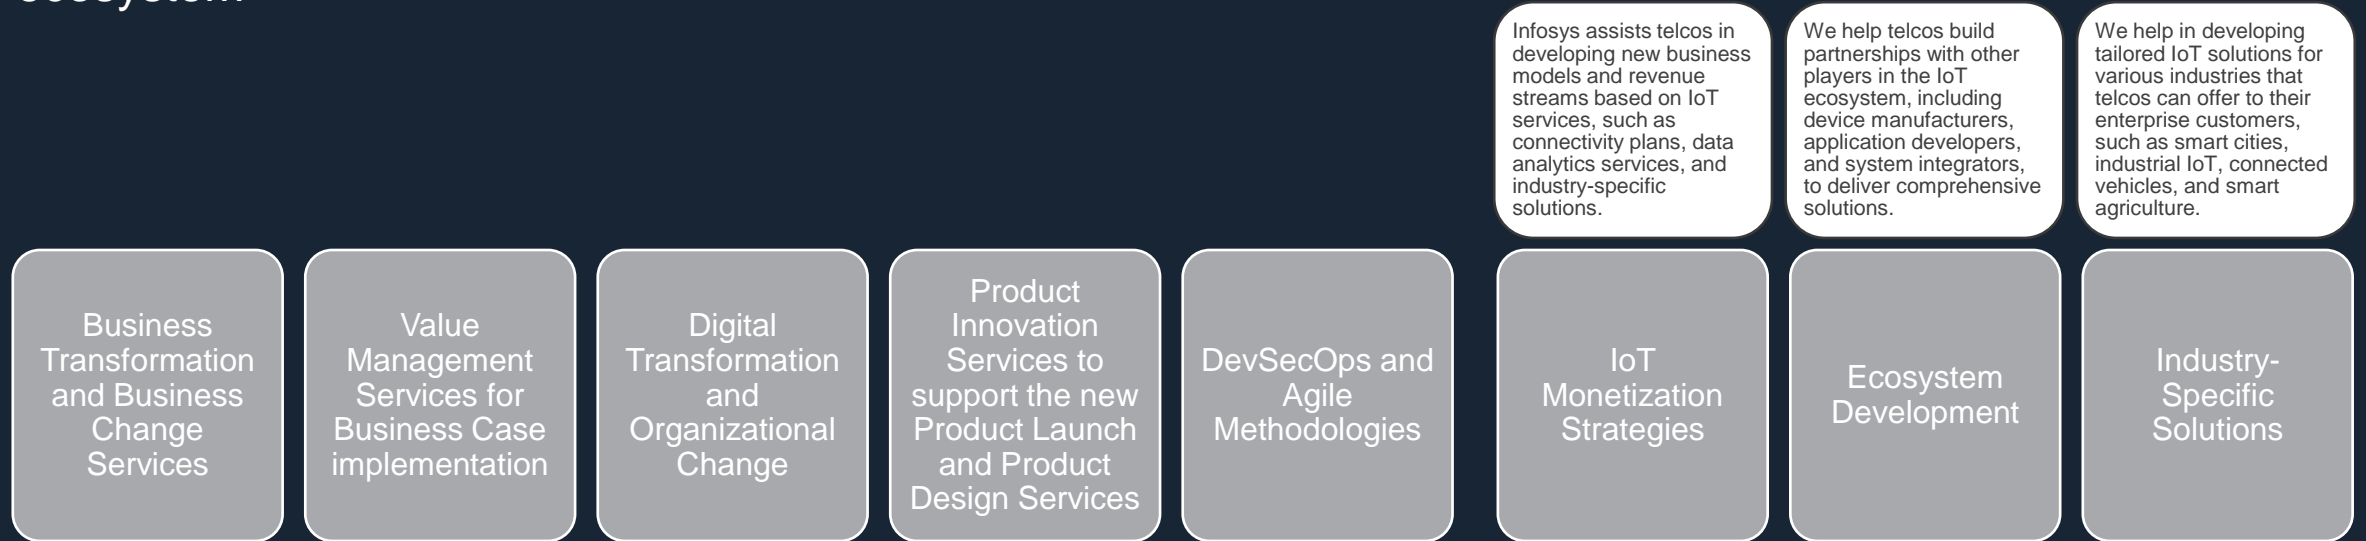 Infosys assists telcos in
developing new business
models and revenue
streams based on IoT
services, such as
connectivity plans, data
analytics services, and
industry-specific
solutions.
We help telcos build
partnerships with other
players in the IoT
ecosystem, including
device manufacturers,
application developers,
and system integrators,
to deliver comprehensive
solutions.
We help in developing
tailored IoT solutions for
various industries that
telcos can offer to their
enterprise customers,
such as smart cities,
industrial IoT, connected
vehicles, and smart
agriculture.
Business
Transformation
and Business
Change
Services
Value
Management
Services for
Business Case
implementation
Digital
Transformation
and
Organizational
Change
Product
Innovation
Services to
support the new
Product Launch
and Product
Design Services
DevSecOps and
Agile
Methodologies
IoT
Monetization
Strategies
Ecosystem
Development
Industry-
Specific
Solutions